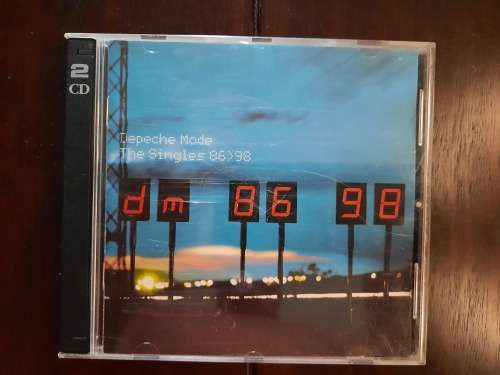 2
CD
Depeche Mode
The Singles 86>98
dm 86 98